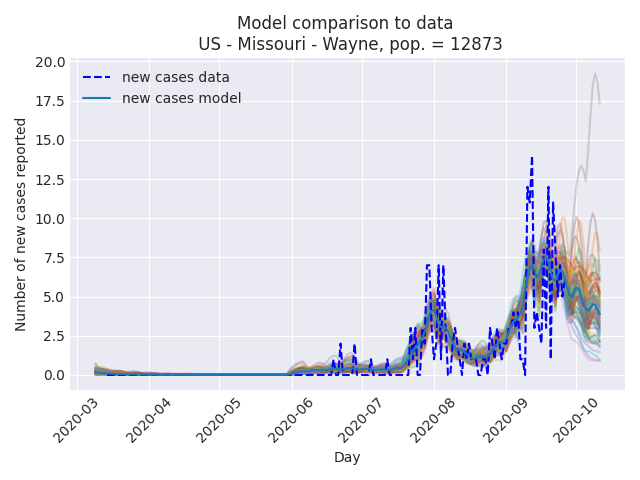 Model comparison to data
US - Missouri - Wayne, pop. = 12873
new cases data
new cases model
Number of new cases reported
20.0
17.5
15.0
12.5
10.0
7.5
5.0
2.5
0.0
2020-03
2020-04
2020-05
2020-06
2020-07
2020-08
2020-09
2020-10
Day